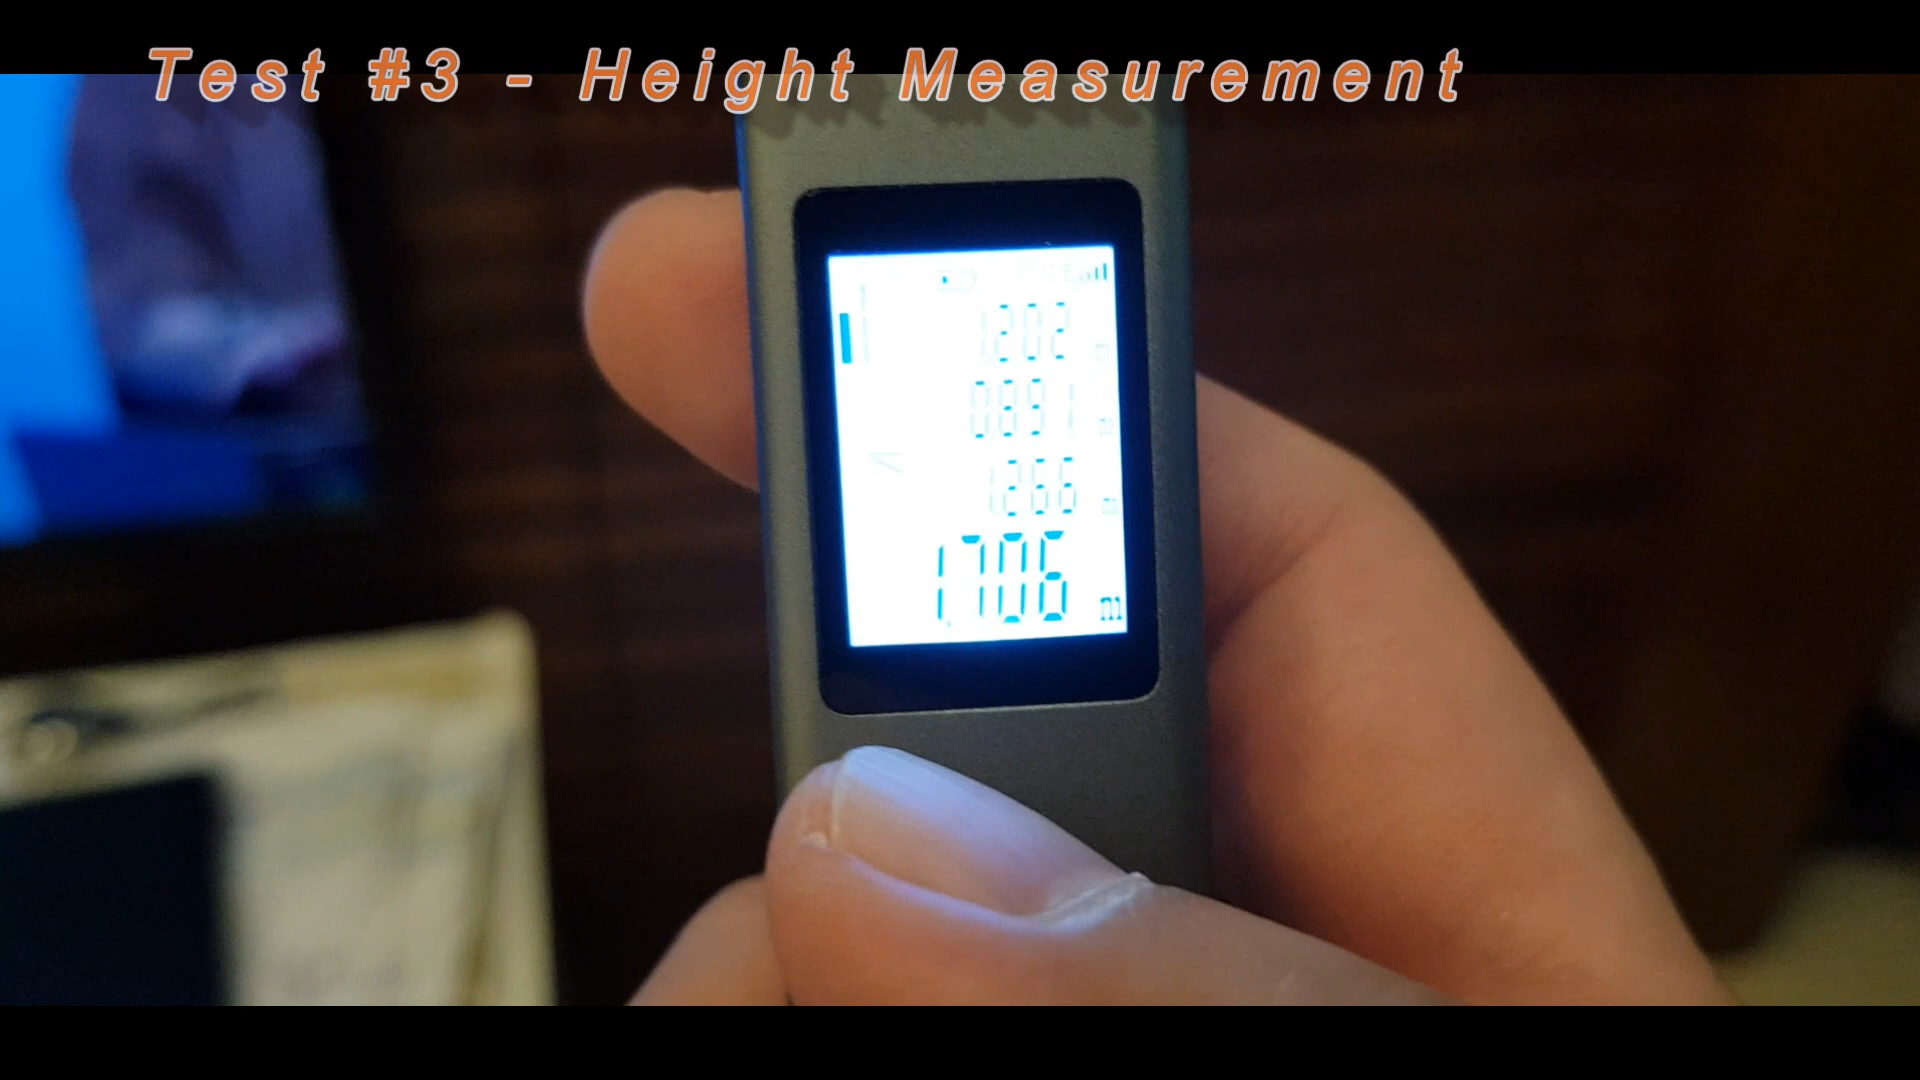 Test #3 - Height Measurement
1.202 m
0.891 m
1.266 m
1.706 m